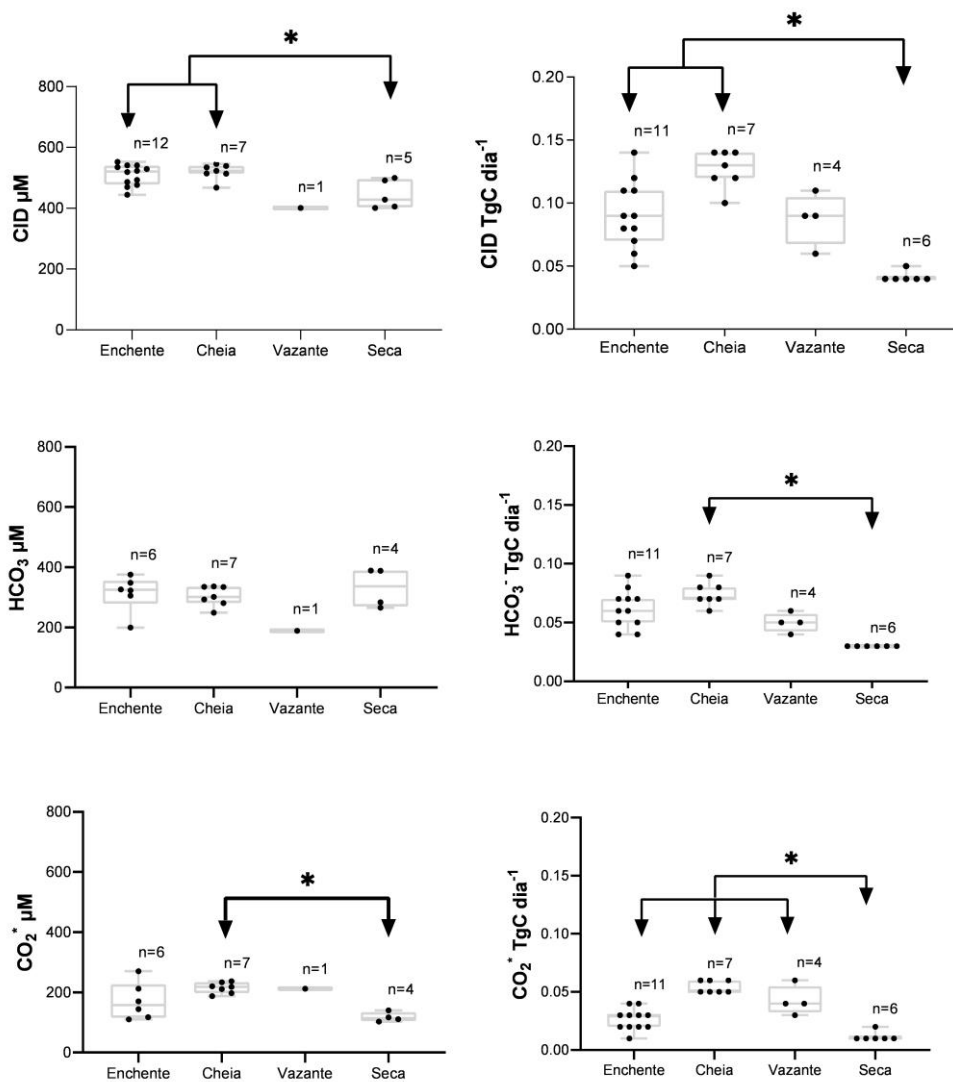 *
800
600
400
200
0
CID µM
n=12
n=7
n=1
n=5
Enchente Cheia Vazante Seca
*
0.20
0.15
0.10
0.05
0.00
CID TgC dia⁻¹
n=11
n=7
n=4
n=6
Enchente Cheia Vazante Seca
800
600
400
200
0
HCO₃ µM
n=6
n=7
n=1
n=4
Enchente Cheia Vazante Seca
*
0.20
0.15
0.10
0.05
0.00
HCO₃⁻ TgC dia⁻¹
n=11
n=7
n=4
n=6
Enchente Cheia Vazante Seca
*
800
600
400
200
0
CO₂* µM
n=6
n=7
n=1
n=4
Enchente Cheia Vazante Seca
*
0.20
0.15
0.10
0.05
0.00
CO₂* TgC dia⁻¹
n=11
n=7
n=4
n=6
Enchente Cheia Vazante Seca